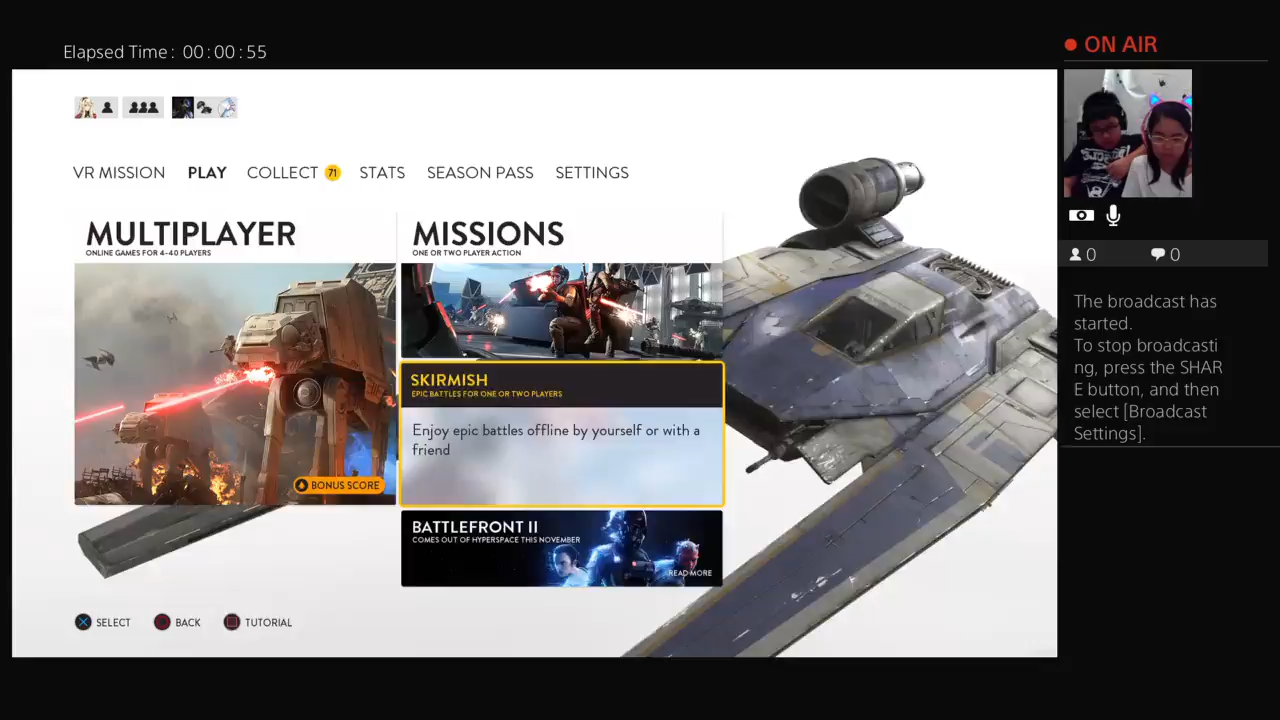 Elapsed Time: 00:00:55
ON AIR
VR MISSION PLAY COLLECT 71 STATS SEASON PASS SETTINGS
MULTIPLAYER
ONLINE GAMES FOR 4-40 PLAYERS
BONUS SCORE
MISSIONS
ONE OR TWO PLAYER ACTION
SKIRMISH
EPIC BATTLES FOR ONE OR TWO PLAYERS
Enjoy epic battles offline by yourself or with a
friend
BATTLEFRONT II
COMES OUT OF HYPERSPACE THIS NOVEMBER
READ MORE
SELECT BACK TUTORIAL
0 0
The broadcast has
started.
To stop broadcasti
ng, press the SHAR
E button, and then
select [Broadcast
Settings].